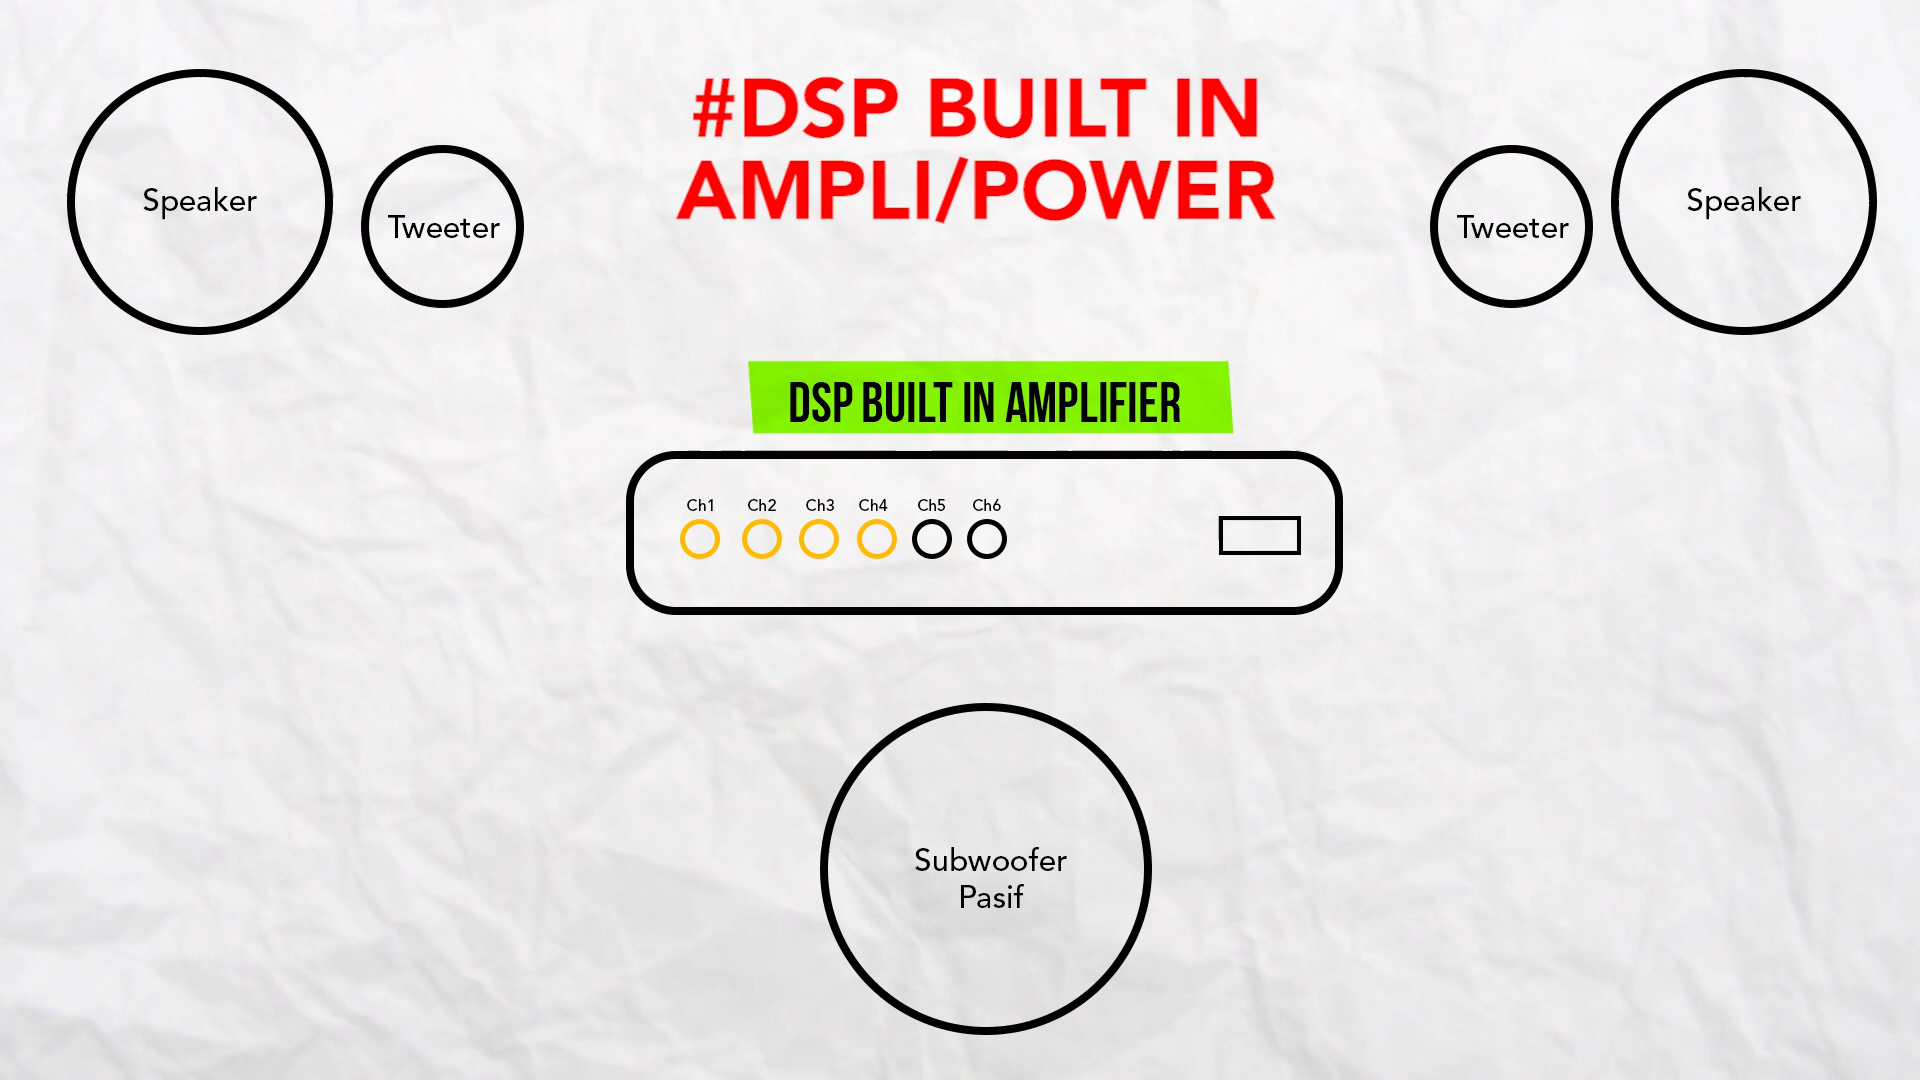 #DSP BUILT IN
AMPLI/POWER
Speaker
Tweeter
Tweeter
Speaker
DSP BUILT IN AMPLIFIER
Ch1 Ch2 Ch3 Ch4 Ch5 Ch6
Subwoofer
Pasif